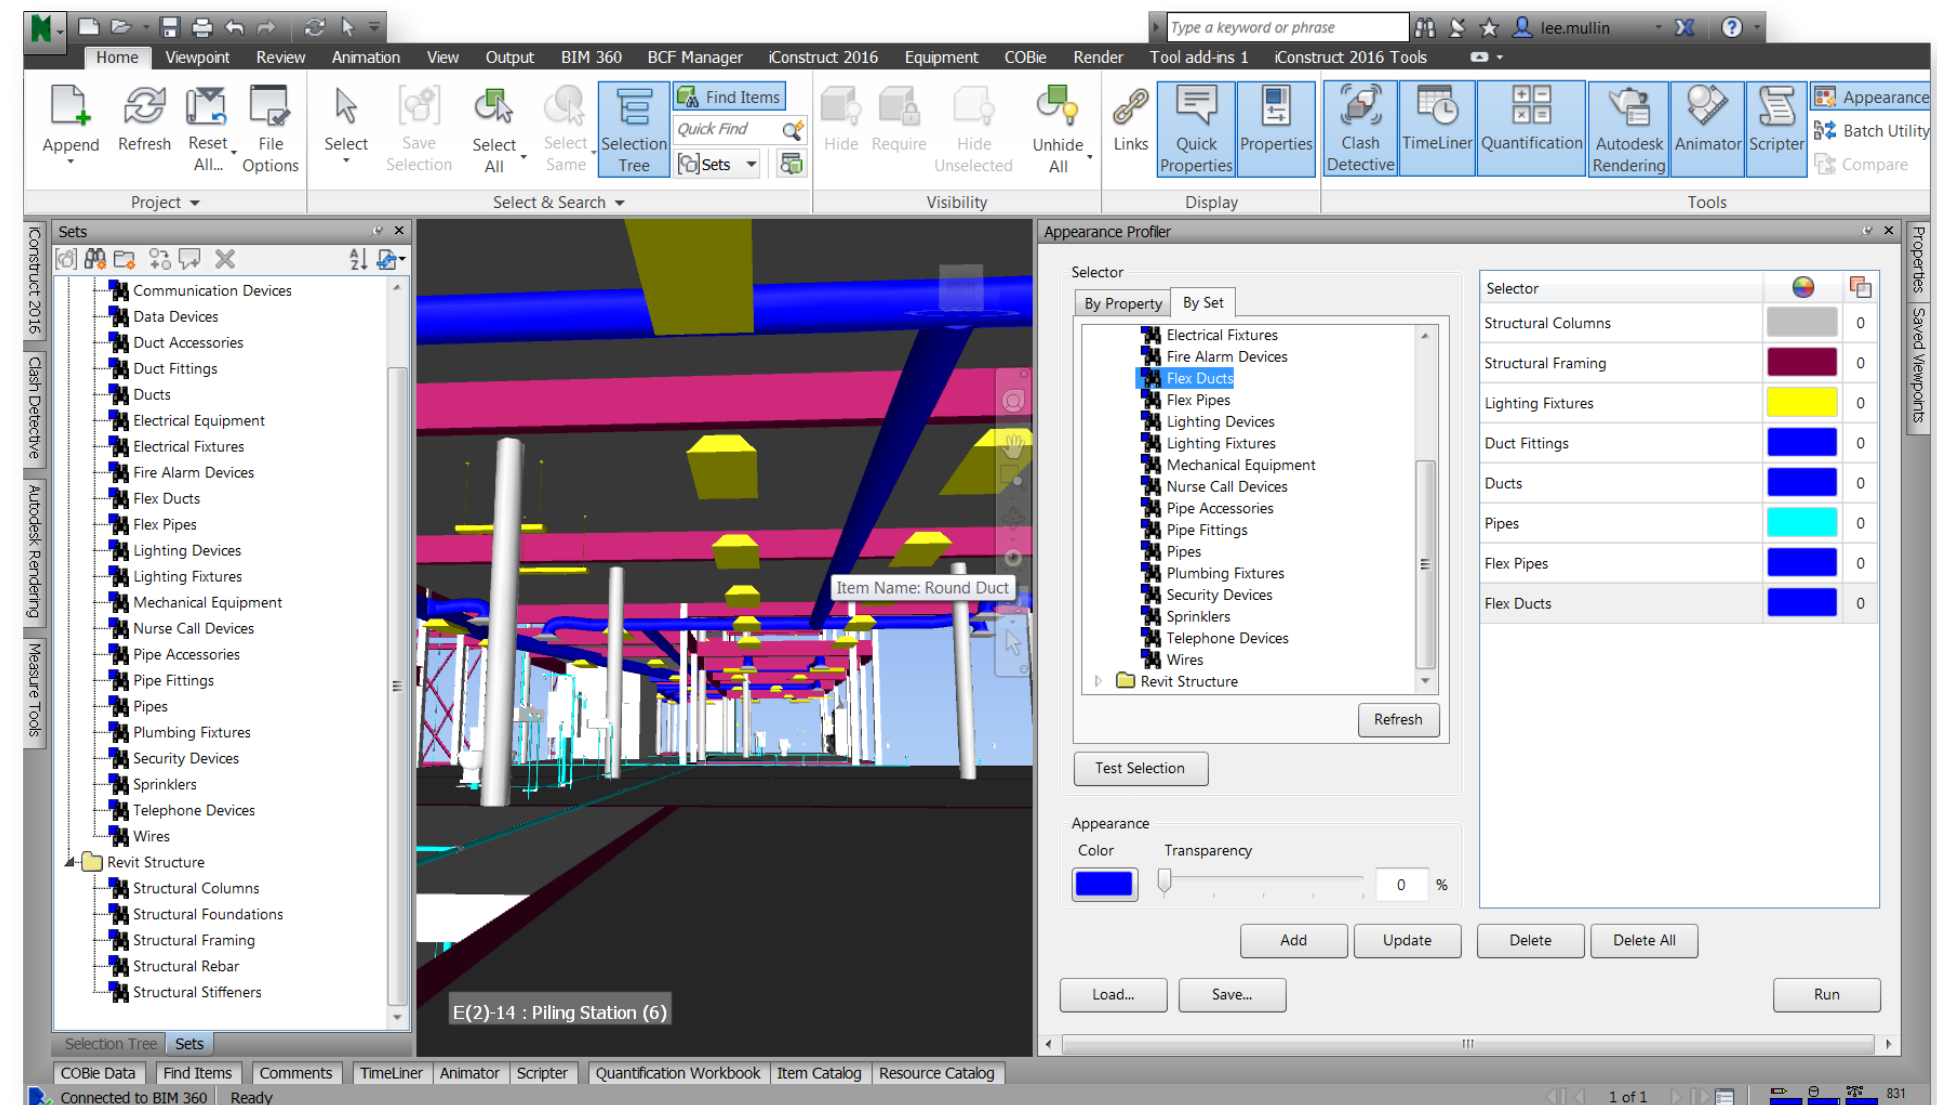 Type a keyword or phrase
lee.mullin
Home Viewpoint Review Animation View Output BIM 360 BCF Manager iConstruct 2016 Equipment COBie Render Tool add-ins 1 iConstruct 2016 Tools
Append
Refresh
Reset All...
File Options
Select
Save Selection
Select All
Select Same
Selection Tree
Find Items
Quick Find
Sets
Hide
Require
Hide Unselected
Unhide All
Links
Quick Properties
Properties
Clash Detective
TimeLiner
Quantification
Autodesk Rendering
Animator
Scripter
Appearance
Batch Utility
Compare
Project
Select & Search
Visibility
Display
Tools
iConstruct 2016
Clash Detective
Autodesk Rendering
Measure Tools
Sets
Communication Devices
Data Devices
Duct Accessories
Duct Fittings
Ducts
Electrical Equipment
Electrical Fixtures
Fire Alarm Devices
Flex Ducts
Flex Pipes
Lighting Devices
Lighting Fixtures
Mechanical Equipment
Nurse Call Devices
Pipe Accessories
Pipe Fittings
Pipes
Plumbing Fixtures
Security Devices
Sprinklers
Telephone Devices
Wires
Revit Structure
Structural Columns
Structural Foundations
Structural Framing
Structural Rebar
Structural Stiffeners
Selection Tree Sets
Item Name: Round Duct
E(2)-14 : Piling Station (6)
Appearance Profiler
Selector
By Property By Set
Electrical Fixtures
Fire Alarm Devices
Flex Ducts
Flex Pipes
Lighting Devices
Lighting Fixtures
Mechanical Equipment
Nurse Call Devices
Pipe Accessories
Pipe Fittings
Pipes
Plumbing Fixtures
Security Devices
Sprinklers
Telephone Devices
Wires
Revit Structure
Refresh
Test Selection
Appearance
Color Transparency
0 %
Add Update
Load... Save...
Selector
Structural Columns 0
Structural Framing 0
Lighting Fixtures 0
Duct Fittings 0
Ducts 0
Pipes 0
Flex Pipes 0
Flex Ducts 0
Delete Delete All
Run
Properties
Saved Viewpoints
COBie Data Find Items Comments TimeLiner Animator Scripter Quantification Workbook Item Catalog Resource Catalog
Connected to BIM 360 Ready
1 of 1
831